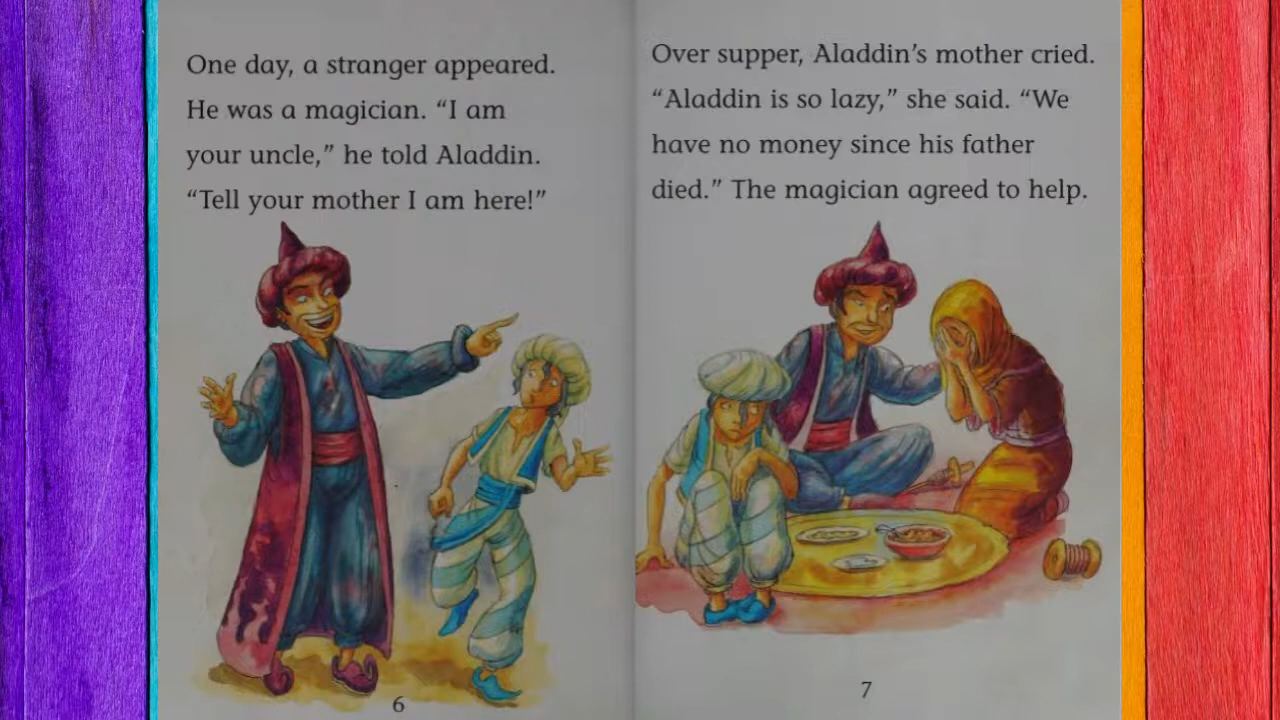 One day, a stranger appeared.
He was a magician. “I am
your uncle,” he told Aladdin.
“Tell your mother I am here!”
6
Over supper, Aladdin’s mother cried.
“Aladdin is so lazy,” she said. “We
have no money since his father
died.” The magician agreed to help.
7